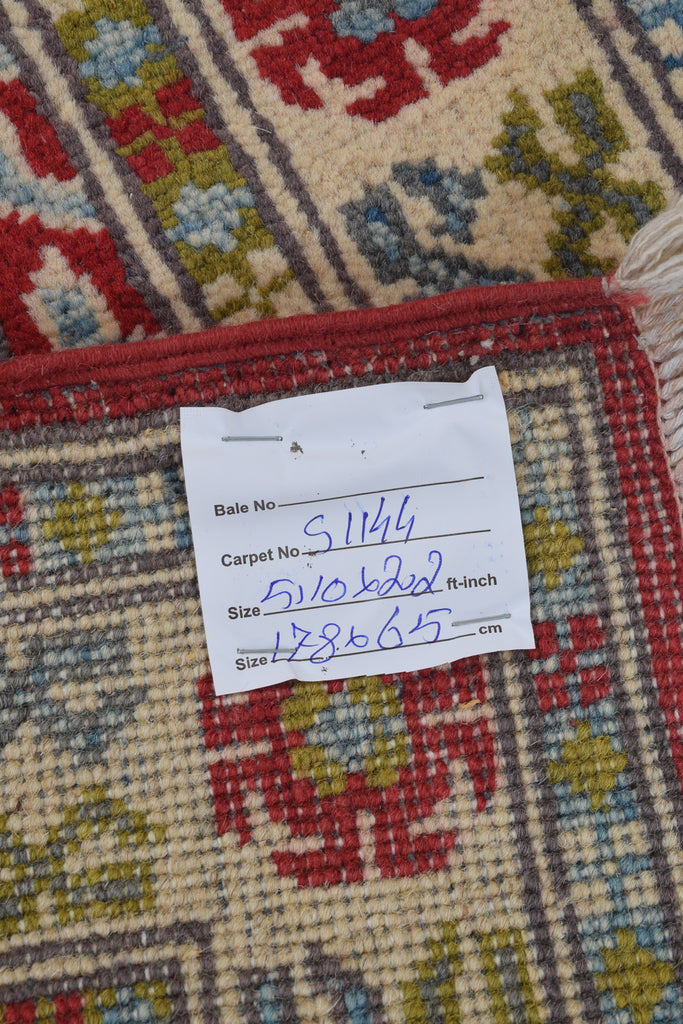 Bale No
Carpet No. S1144
Size 5,10x2,2 ft-inch
Size 178x65 cm